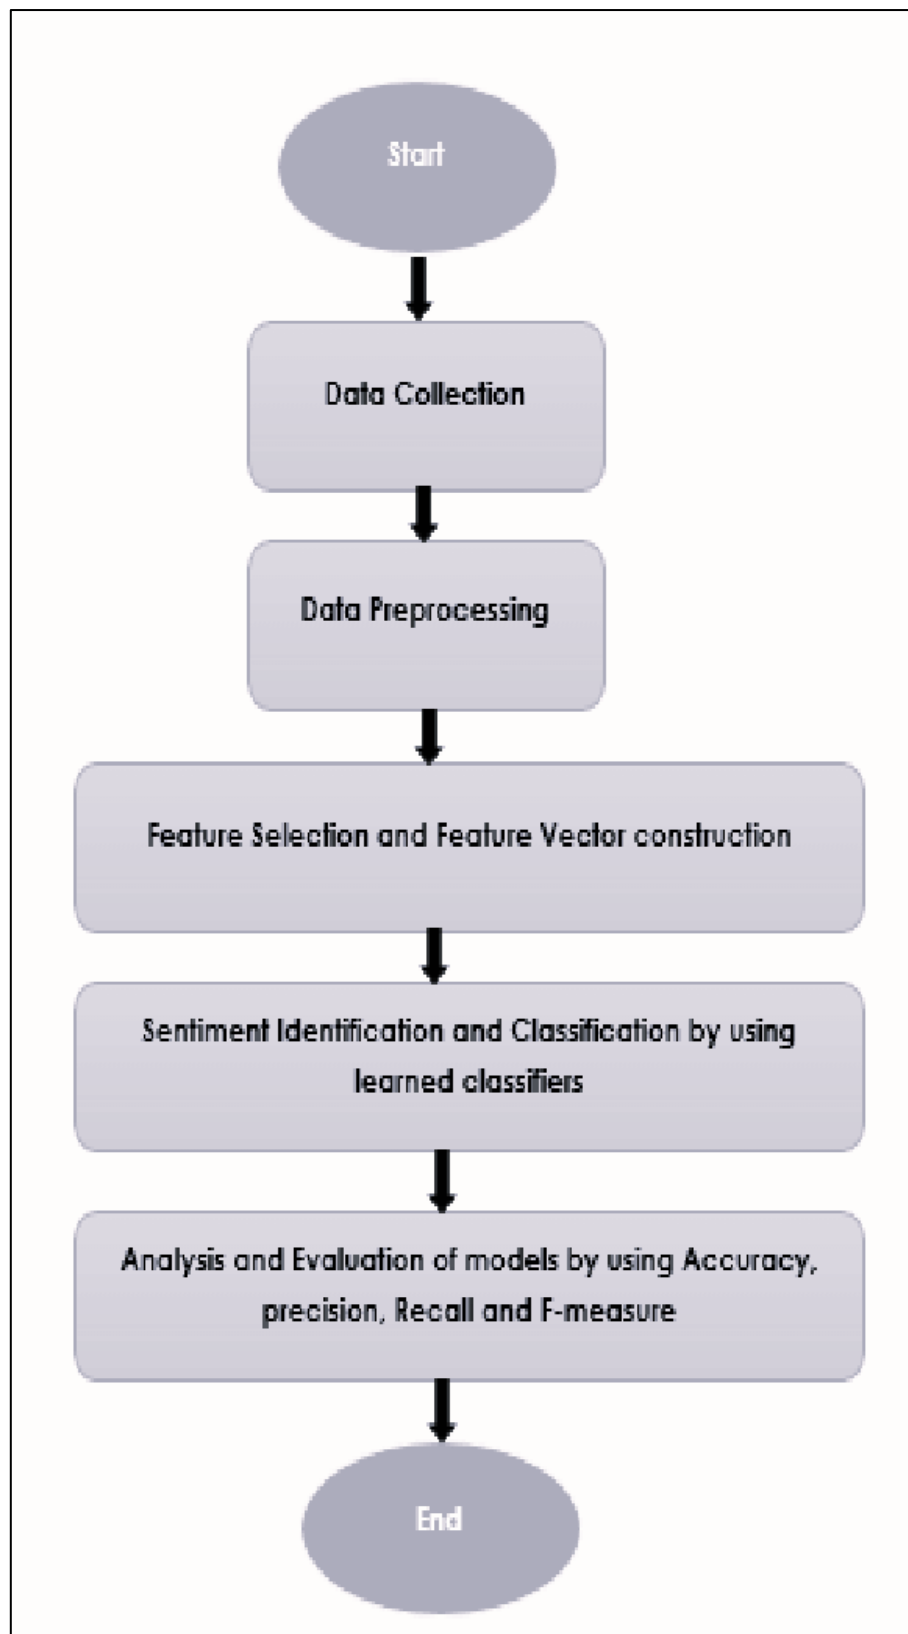 Start
Data Collection
Data Preprocessing
Feature Selection and Feature Vector construction
Sentiment Identification and Classification by using
learned classifiers
Analysis and Evaluation of models by using Accuracy,
precision, Recall and F-measure
End